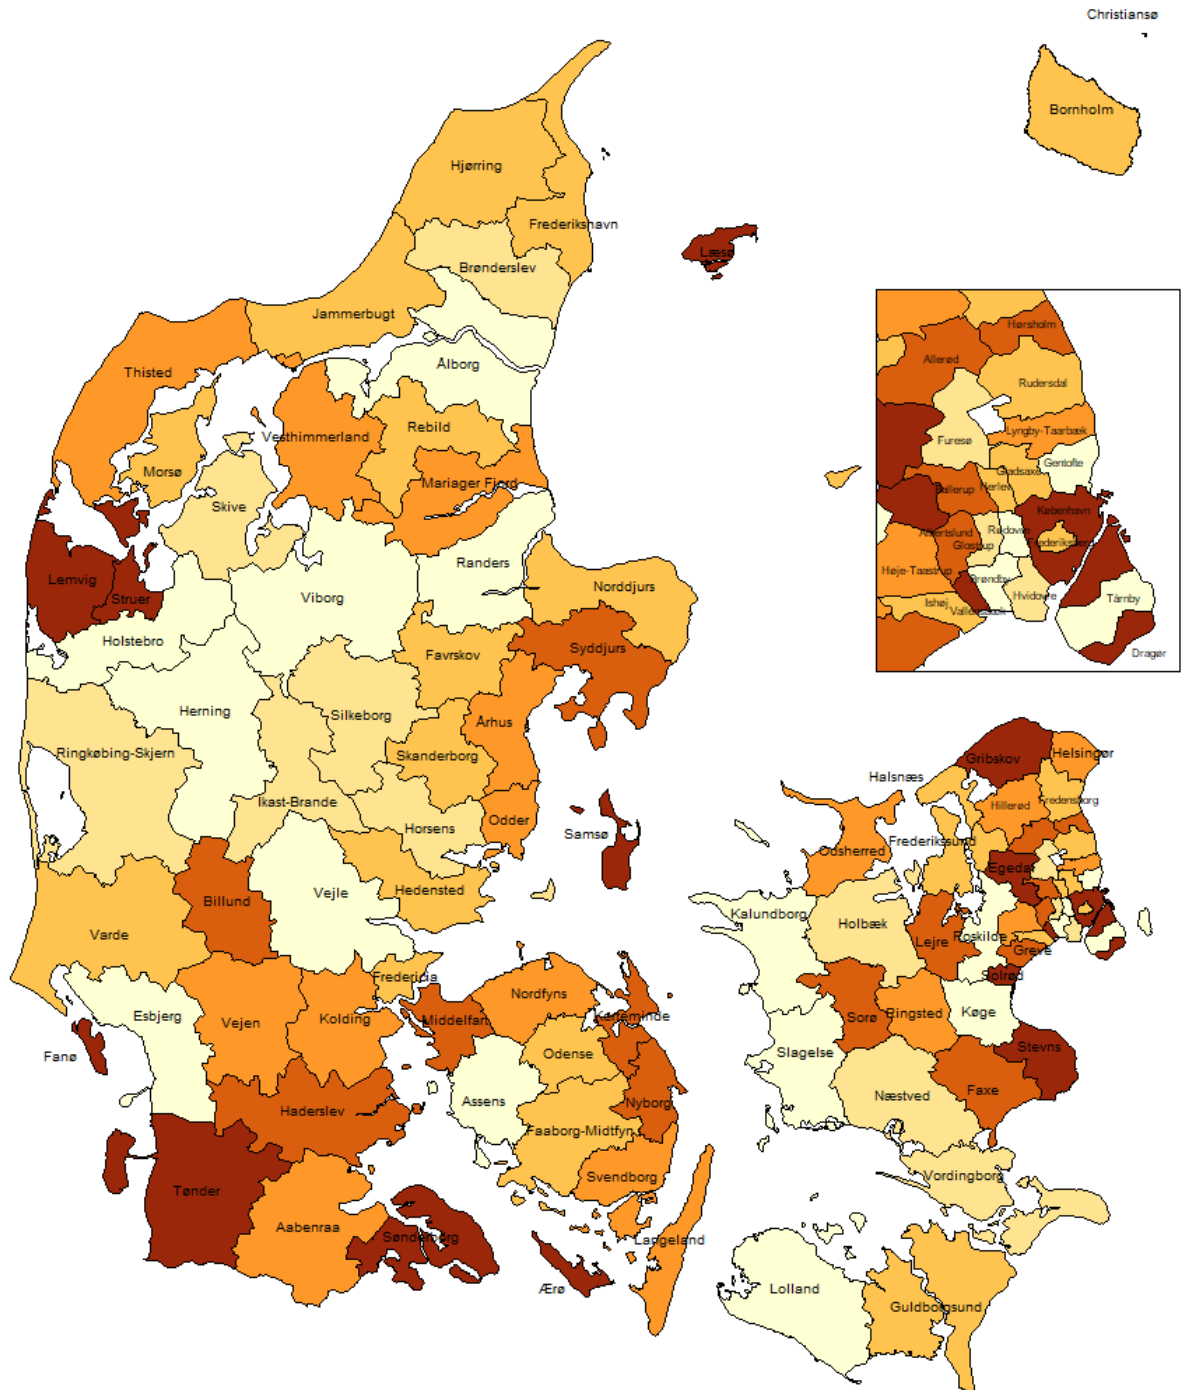 Christiansø
Bornholm
Hjørring
Frederikshavn
Læsø
Brønderslev
Jammerbugt
Ålborg
Thisted
Vesthimmerland
Rebild
Morsø
Mariager Fjord
Skive
Randers
Lemvig
Struer
Viborg
Norddjurs
Holstebro
Favrskov
Syddjurs
Herning
Silkeborg
Århus
Ringkøbing-Skjern
Skanderborg
Ikast-Brande
Horsens
Odder
Samsø
Billund
Vejle
Hedensted
Varde
Fredericia
Esbjerg
Vejen
Kolding
Fanø
Haderslev
Tønder
Aabenraa
Sønderborg
Nordfyns
Middelfart
Kerteminde
Odense
Assens
Nyborg
Faaborg-Midtfyn
Svendborg
Langeland
Ærø
Hørsholm
Allerød
Rudersdal
Lyngby-Taarbæk
Furesø
Gentofte
Gladsaxe
Ballerup
Herlev
København
Rødovre
Albertslund
Frederiksberg
Glostrup
Høje-Taastrup
Brøndby
Hvidovre
Tårnby
Ishøj
Vallensbæk
Dragør
Gribskov
Helsingør
Halsnæs
Hillerød
Fredensborg
Odsherred
Frederikssund
Egedal
Kalundborg
Holbæk
Lejre
Roskilde
Greve
Solrød
Sorø
Ringsted
Køge
Slagelse
Stevns
Næstved
Faxe
Vordingborg
Lolland
Guldborgsund